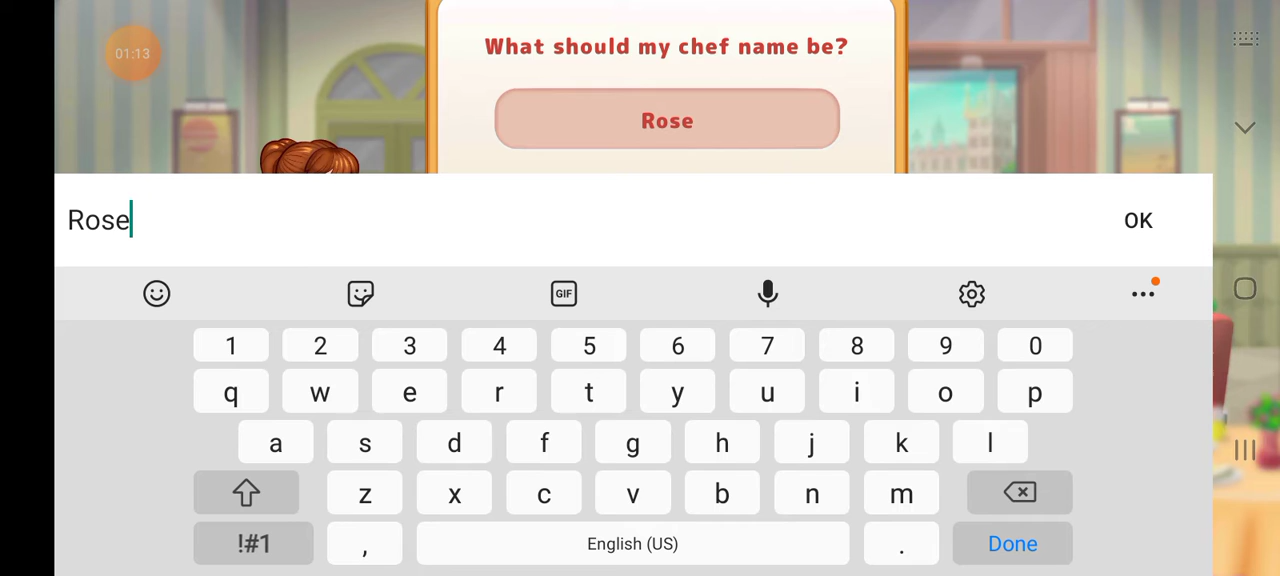 01:13
What should my chef name be?
Rose
Rose
OK
GIF
1 2 3 4 5 6 7 8 9 0
q w e r t y u i o p
a s d f g h j k l
z x c v b n m
!#1 , English (US) . Done